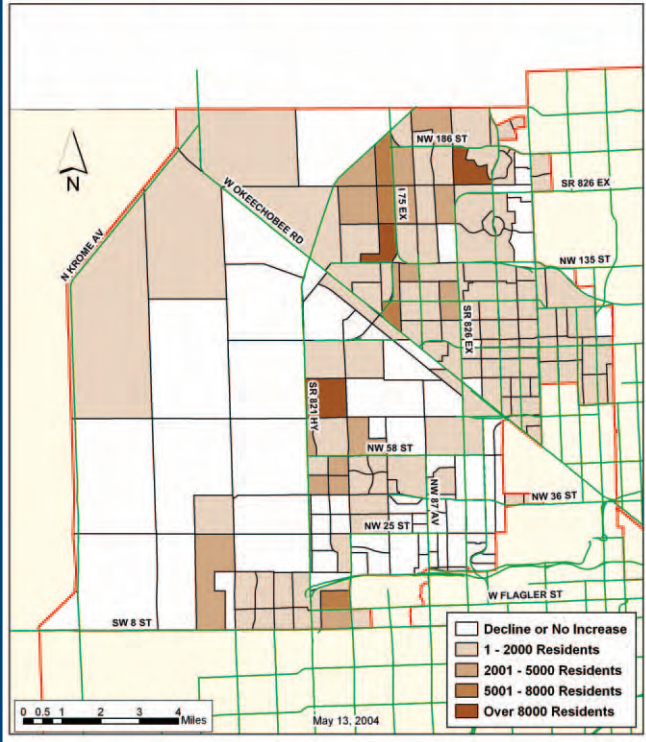 NW 186 ST
N
SR 826 EX
I 75 EX
W OKEECHOBEE RD
N KROME AV
NW 135 ST
SR 826 EX
SR 821 HY
NW 58 ST
NW 87 AV
NW 36 ST
NW 25 ST
W FLAGLER ST
SW 8 ST
Decline or No Increase
1 - 2000 Residents
2001 - 5000 Residents
5001 - 8000 Residents
Over 8000 Residents
0 0.5 1 2 3 4
Miles
May 13, 2004